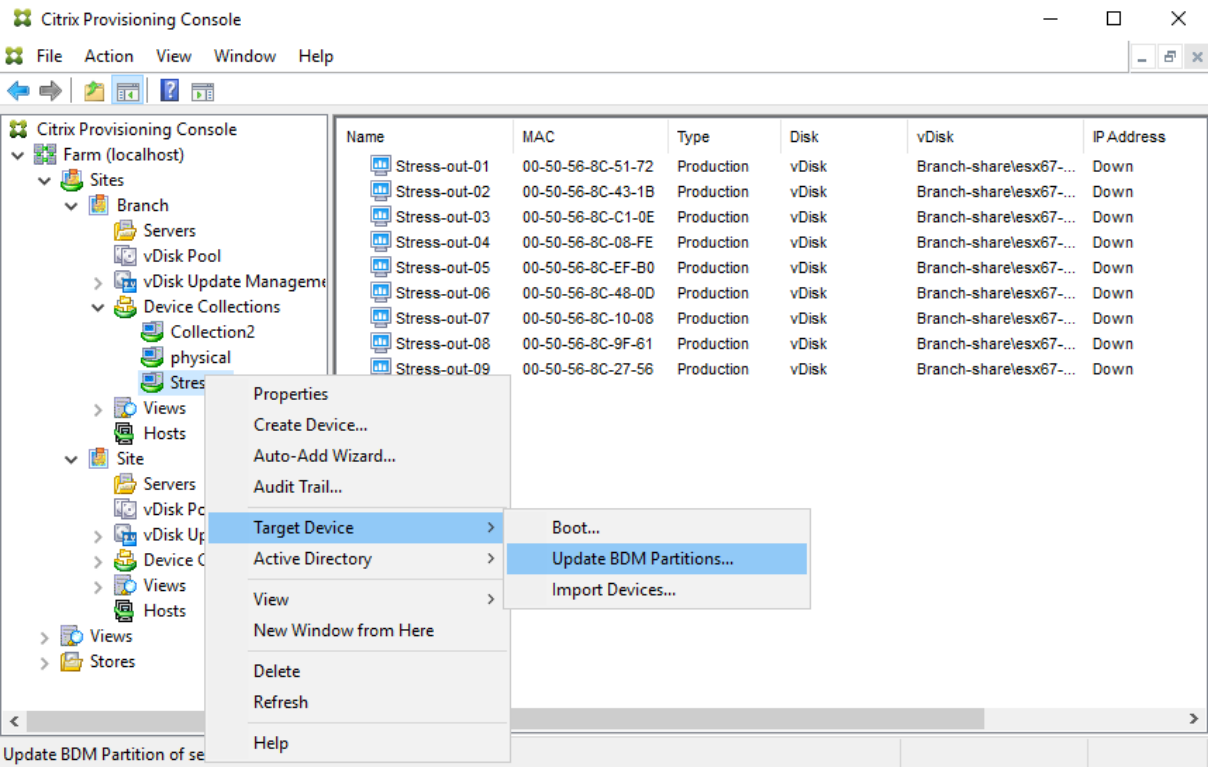 Citrix Provisioning Console
File Action View Window Help
Citrix Provisioning Console
Farm (localhost)
Sites
Branch
Servers
vDisk Pool
vDisk Update Manageme
Device Collections
Collection2
physical
Stres
Views
Hosts
Site
Servers
vDisk Po
vDisk Up
Device C
Views
Hosts
Views
Stores
Name MAC Type Disk vDisk IP Address
Stress-out-01 00-50-56-8C-51-72 Production vDisk Branch-share\esx67-... Down
Stress-out-02 00-50-56-8C-43-1B Production vDisk Branch-share\esx67-... Down
Stress-out-03 00-50-56-8C-C1-0E Production vDisk Branch-share\esx67-... Down
Stress-out-04 00-50-56-8C-08-FE Production vDisk Branch-share\esx67-... Down
Stress-out-05 00-50-56-8C-EF-B0 Production vDisk Branch-share\esx67-... Down
Stress-out-06 00-50-56-8C-48-0D Production vDisk Branch-share\esx67-... Down
Stress-out-07 00-50-56-8C-10-08 Production vDisk Branch-share\esx67-... Down
Stress-out-08 00-50-56-8C-9F-61 Production vDisk Branch-share\esx67-... Down
Stress-out-09 00-50-56-8C-27-56 Production vDisk Branch-share\esx67-... Down
Properties
Create Device...
Auto-Add Wizard...
Audit Trail...
Target Device
Active Directory
View
New Window from Here
Delete
Refresh
Help
Boot...
Update BDM Partitions...
Import Devices...
Update BDM Partition of se